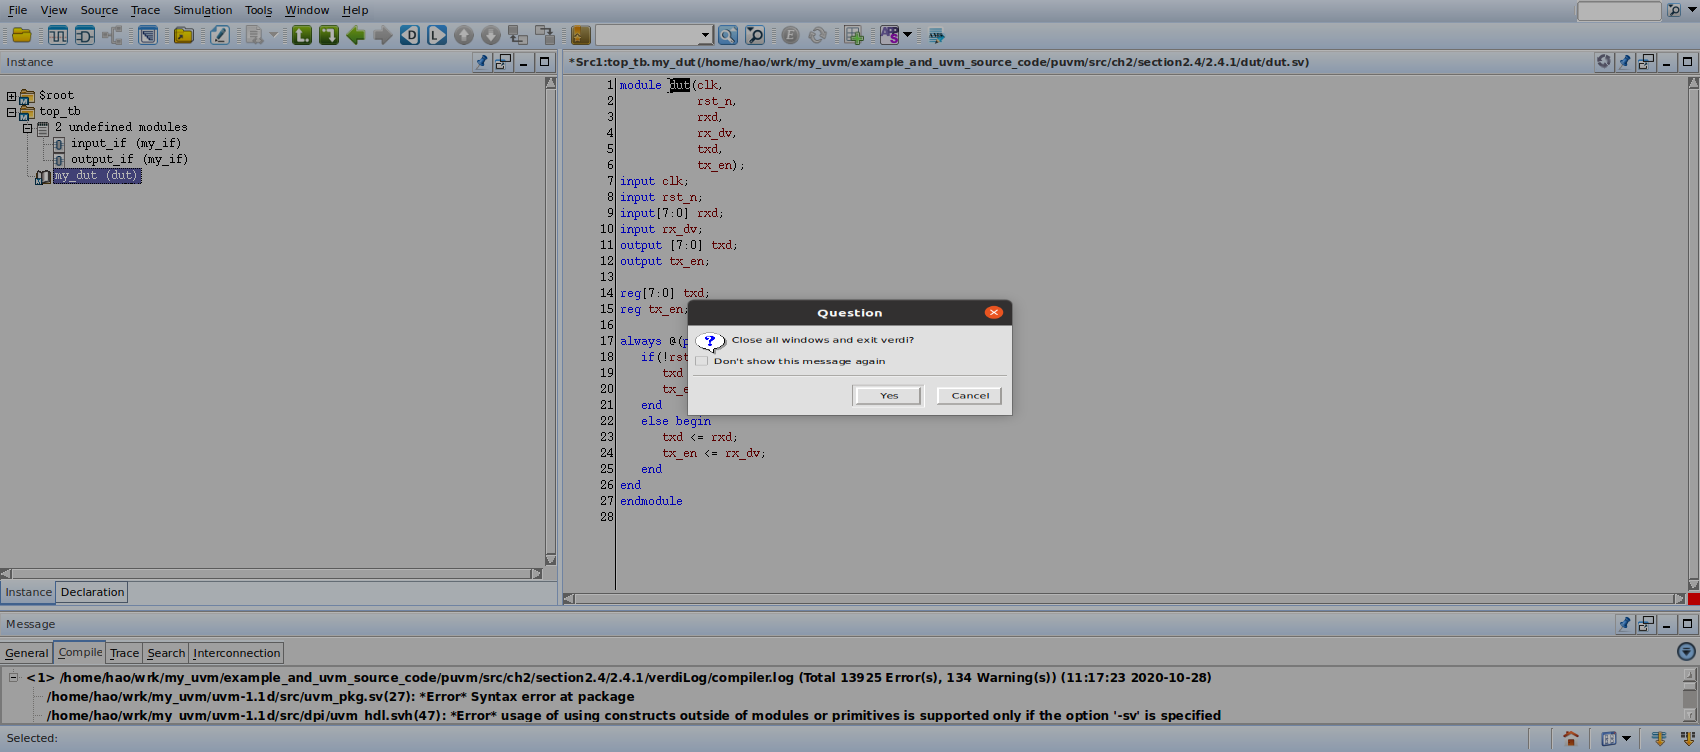 File View Source Trace Simulation Tools Window Help
Instance
$root
top_tb
2 undefined modules
input_if (my_if)
output_if (my_if)
my_dut (dut)
Instance Declaration
*Src1:top_tb.my_dut(/home/hao/wrk/my_uvm/example_and_uvm_source_code/puvm/src/ch2/section2.4/2.4.1/dut/dut.sv)
1 module dut(clk,
2 rst_n,
3 rxd,
4 rx_dv,
5 txd,
6 tx_en);
7 input clk;
8 input rst_n;
9 input[7:0] rxd;
10 input rx_dv;
11 output [7:0] txd;
12 output tx_en;
13
14 reg[7:0] txd;
15 reg tx_en;
16
17 always @(p
18 if(!rst
19 txd
20 tx_e
21 end
22 else begin
23 txd <= rxd;
24 tx_en <= rx_dv;
25 end
26 end
27 endmodule
28
Question
? Close all windows and exit verdi?
Don't show this message again
Yes Cancel
Message
General Compile Trace Search Interconnection
<1> /home/hao/wrk/my_uvm/example_and_uvm_source_code/puvm/src/ch2/section2.4/2.4.1/verdiLog/compiler.log (Total 13925 Error(s), 134 Warning(s)) (11:17:23 2020-10-28)
/home/hao/wrk/my_uvm/uvm-1.1d/src/uvm_pkg.sv(27): *Error* Syntax error at package
/home/hao/wrk/my_uvm/uvm-1.1d/src/dpi/uvm_hdl.svh(47): *Error* usage of using constructs outside of modules or primitives is supported only if the option '-sv' is specified
Selected: